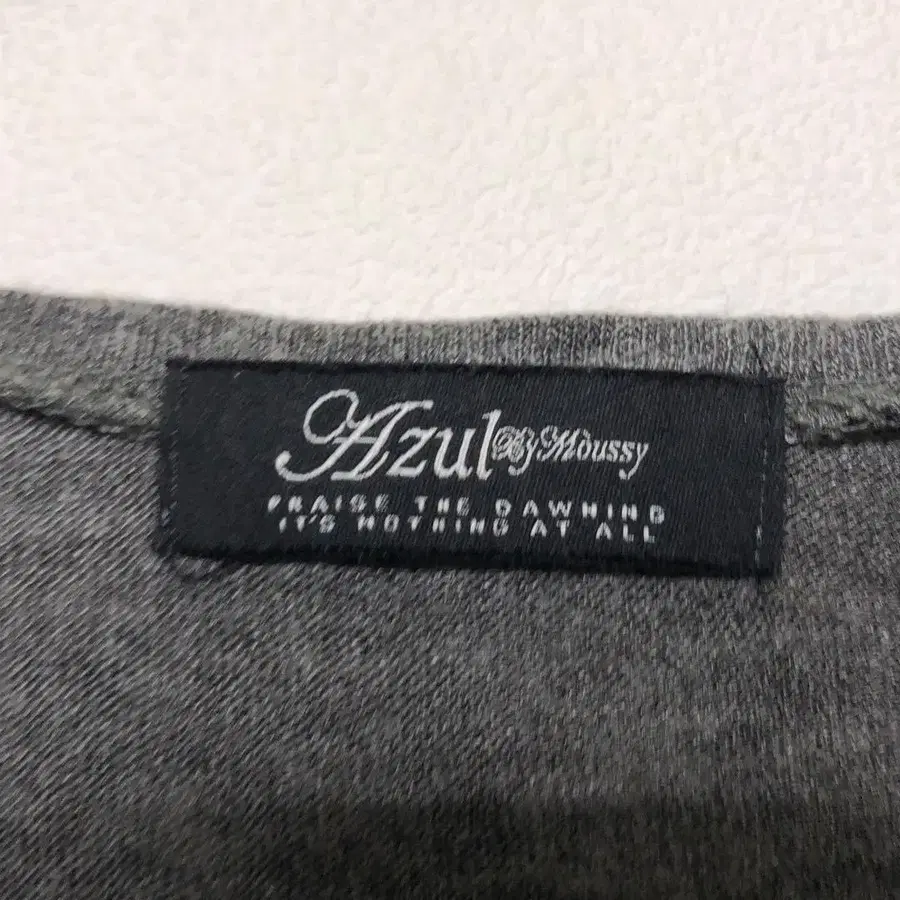 Azul By Moussy
PRAISE THE DAWNING
IT'S NOTHING AT ALL